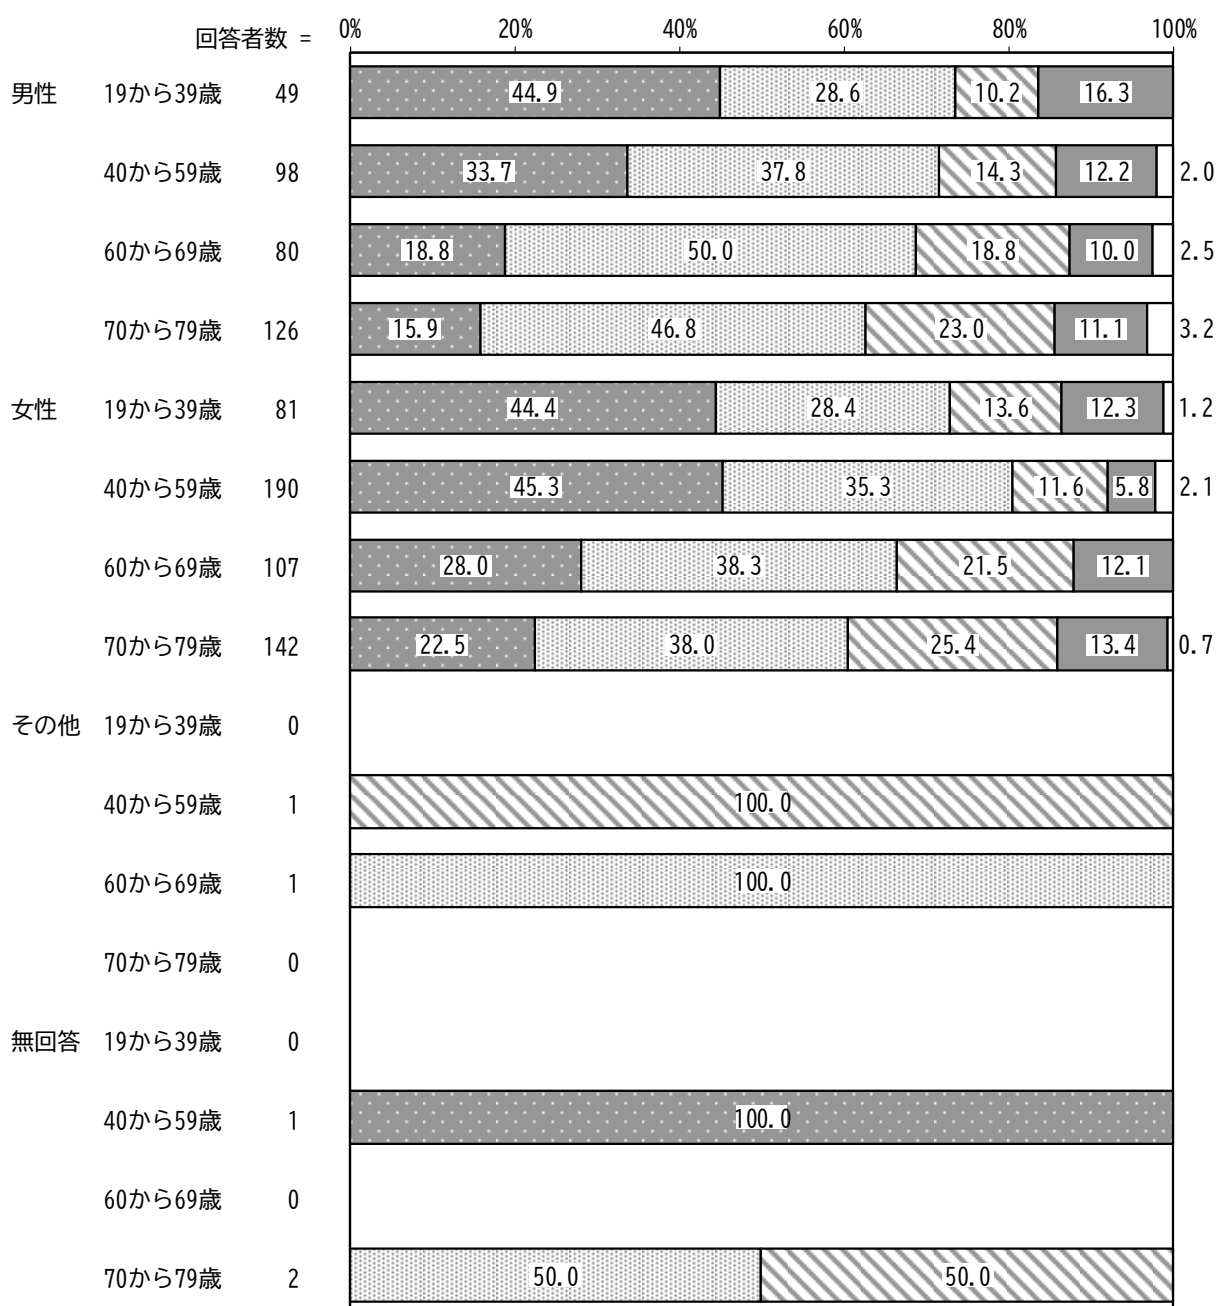 回答者数 =
0% 20% 40% 60% 80% 100%
男性 19から39歳 49 44.9 28.6 10.2 16.3
40から59歳 98 33.7 37.8 14.3 12.2 2.0
60から69歳 80 18.8 50.0 18.8 10.0 2.5
70から79歳 126 15.9 46.8 23.0 11.1 3.2
女性 19から39歳 81 44.4 28.4 13.6 12.3 1.2
40から59歳 190 45.3 35.3 11.6 5.8 2.1
60から69歳 107 28.0 38.3 21.5 12.1
70から79歳 142 22.5 38.0 25.4 13.4 0.7
その他 19から39歳 0
40から59歳 1 100.0
60から69歳 1 100.0
70から79歳 0
無回答 19から39歳 0
40から59歳 1 100.0
60から69歳 0
70から79歳 2 50.0 50.0